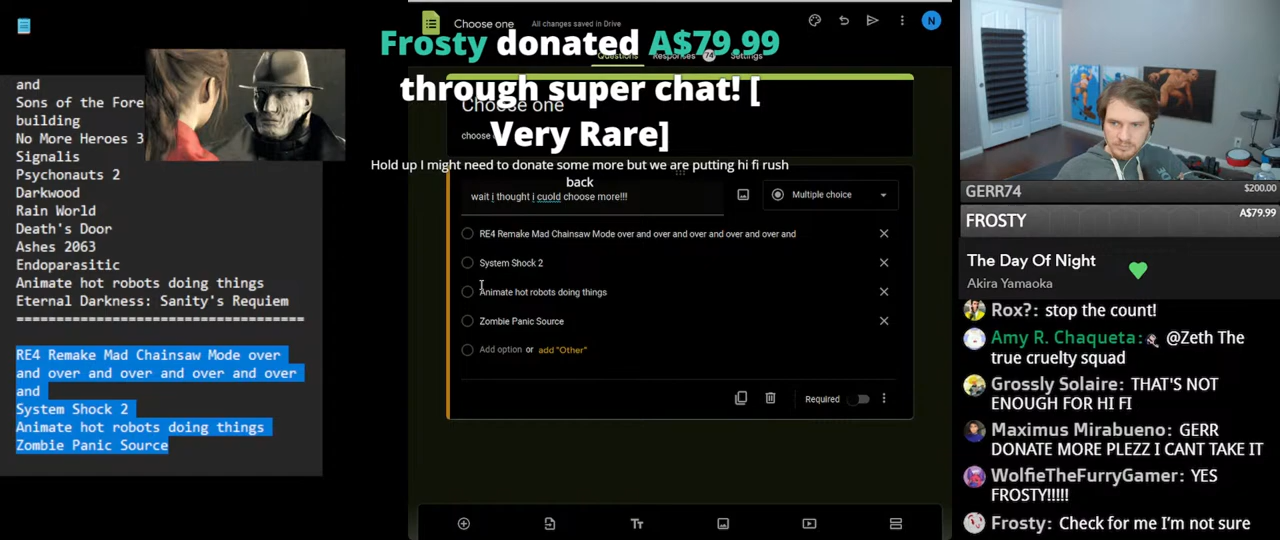 and
Sons of the Fore
building
No More Heroes 3
Signalis
Psychonauts 2
Darkwood
Rain World
Death's Door
Ashes 2063
Endoparasitic
Animate hot robots doing things
Eternal Darkness: Sanity's Requiem
====================================
RE4 Remake Mad Chainsaw Mode over
and over and over and over and over
and
System Shock 2
Animate hot robots doing things
Zombie Panic Source
Choose one
All changes saved in Drive
N
Questions
Responses
74
Settings
Frosty donated A$79.99
through super chat! [
Very Rare]
Hold up I might need to donate some more but we are putting hi fi rush
back
Choose one
wait i thought i cuold choose more!!!
Multiple choice
RE4 Remake Mad Chainsaw Mode over and over and over and over and over and
System Shock 2
Animate hot robots doing things
Zombie Panic Source
Add option or add "Other"
Required
Tт
GERR74
$200.00
FROSTY
A$79.99
The Day Of Night
Akira Yamaoka
Rox?: stop the count!
Amy R. Chaqueta: @Zeth The
true cruelty squad
Grossly Solaire: THAT'S NOT
ENOUGH FOR HI FI
Maximus Mirabueno: GERR
DONATE MORE PLEZZ I CANT TAKE IT
WolfieTheFurryGamer: YES
FROSTY!!!!!
Frosty: Check for me I'm not sure